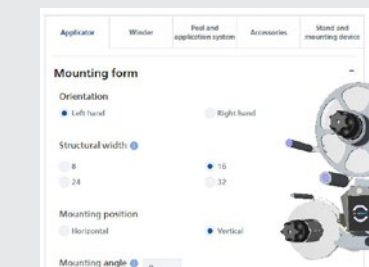 Applicator
Winder
Peel and
application system
Accessories
Stand and
mounting device
Mounting form
-
Orientation
Left hand
Right hand
Structural width
8
16
24
32
Mounting position
Horizontal
Vertical
Mounting angle